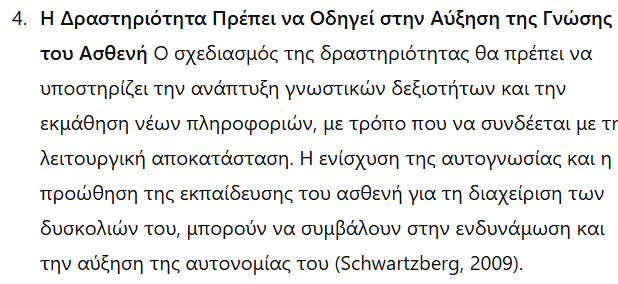 4. Η Δραστηριότητα Πρέπει να Οδηγεί στην Αύξηση της Γνώσης
του Ασθενή Ο σχεδιασμός της δραστηριότητας θα πρέπει να
υποστηρίζει την ανάπτυξη γνωστικών δεξιοτήτων και την
εκμάθηση νέων πληροφοριών, με τρόπο που να συνδέεται με
λειτουργική αποκατάσταση. Η ενίσχυση της αυτογνωσίας και η
προώθηση της εκπαίδευσης του ασθενή για τη διαχείριση των
δυσκολιών του, μπορούν να συμβάλουν στην ενδυνάμωση και
την αύξηση της αυτονομίας του (Schwartzberg, 2009).